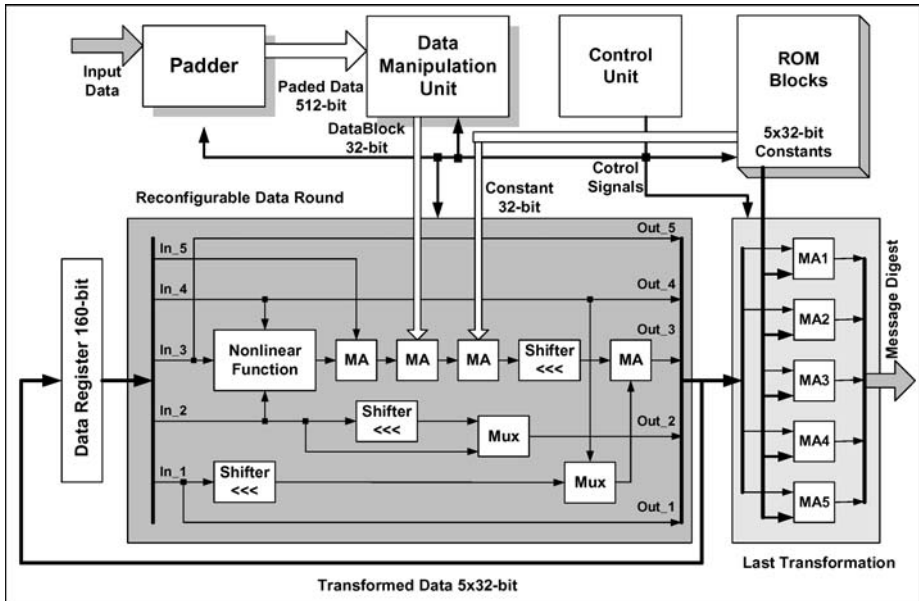 Input
Data
Padder
Paded Data
512-bit
Data
Manipulation
Unit
Control
Unit
ROM
Blocks
5x32-bit
Constants
DataBlock
32-bit
Cotrol
Signals
Constant
32-bit
Reconfigurable Data Round
Data Register 160-bit
In_5
In_4
In_3
In_2
In_1
Nonlinear
Function
MA
MA
MA
Shifter
<<<
MA
Shifter
<<<
Mux
Shifter
<<<
Mux
Out_5
Out_4
Out_3
Out_2
Out_1
MA1
MA2
MA3
MA4
MA5
Message Digest
Last Transformation
Transformed Data 5x32-bit